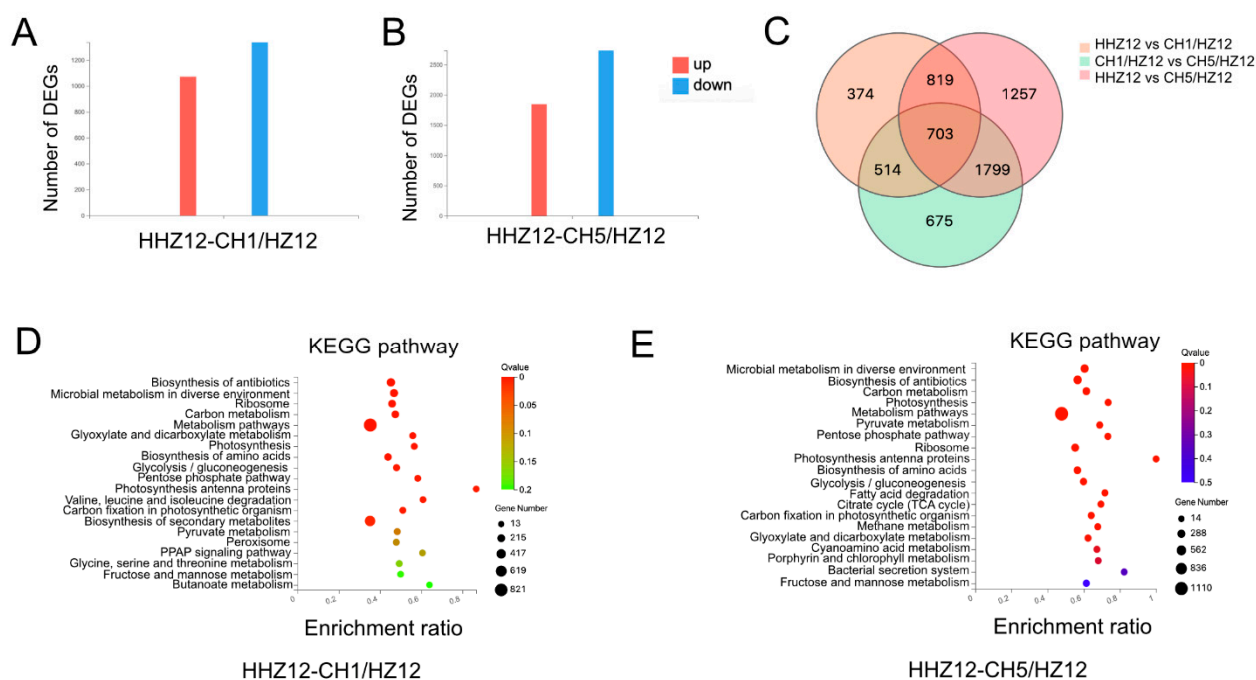 A
Number of DEGs
1200
1000
800
600
400
200
0
HHZ12-CH1/HZ12
B
Number of DEGs
2500
2000
1500
1000
500
0
HHZ12-CH5/HZ12
up
down
C
374
819
1257
703
514
1799
675
HHZ12 vs CH1/HZ12
CH1/HZ12 vs CH5/HZ12
HHZ12 vs CH5/HZ12
D
KEGG pathway
Biosynthesis of antibiotics
Microbial metabolism in diverse environment
Ribosome
Carbon metabolism
Metabolism pathways
Glyoxylate and dicarboxylate metabolism
Photosynthesis
Biosynthesis of amino acids
Glycolysis / gluconeogenesis
Pentose phosphate pathway
Photosynthesis antenna proteins
Valine, leucine and isoleucine degradation
Carbon fixation in photosynthetic organism
Biosynthesis of secondary metabolites
Pyruvate metabolism
Peroxisome
PPAP signaling pathway
Glycine, serine and threonine metabolism
Fructose and mannose metabolism
Butanoate metabolism
0 0.2 0.4 0.6 0.8
Enrichment ratio
Qvalue
0
0.05
0.1
0.15
0.2
Gene Number
13
215
417
619
821
HHZ12-CH1/HZ12
E
KEGG pathway
Microbial metabolism in diverse environment
Biosynthesis of antibiotics
Carbon metabolism
Photosynthesis
Metabolism pathways
Pyruvate metabolism
Pentose phosphate pathway
Ribosome
Photosynthesis antenna proteins
Biosynthesis of amino acids
Glycolysis / gluconeogenesis
Fatty acid degradation
Citrate cycle (TCA cycle)
Carbon fixation in photosynthetic organism
Methane metabolism
Glyoxylate and dicarboxylate metabolism
Cyanoamino acid metabolism
Porphyrin and chlorophyll metabolism
Bacterial secretion system
Fructose and mannose metabolism
0 0.2 0.4 0.6 0.8 1
Enrichment ratio
Qvalue
0
0.1
0.2
0.3
0.4
0.5
Gene Number
14
288
562
836
1110
HHZ12-CH5/HZ12